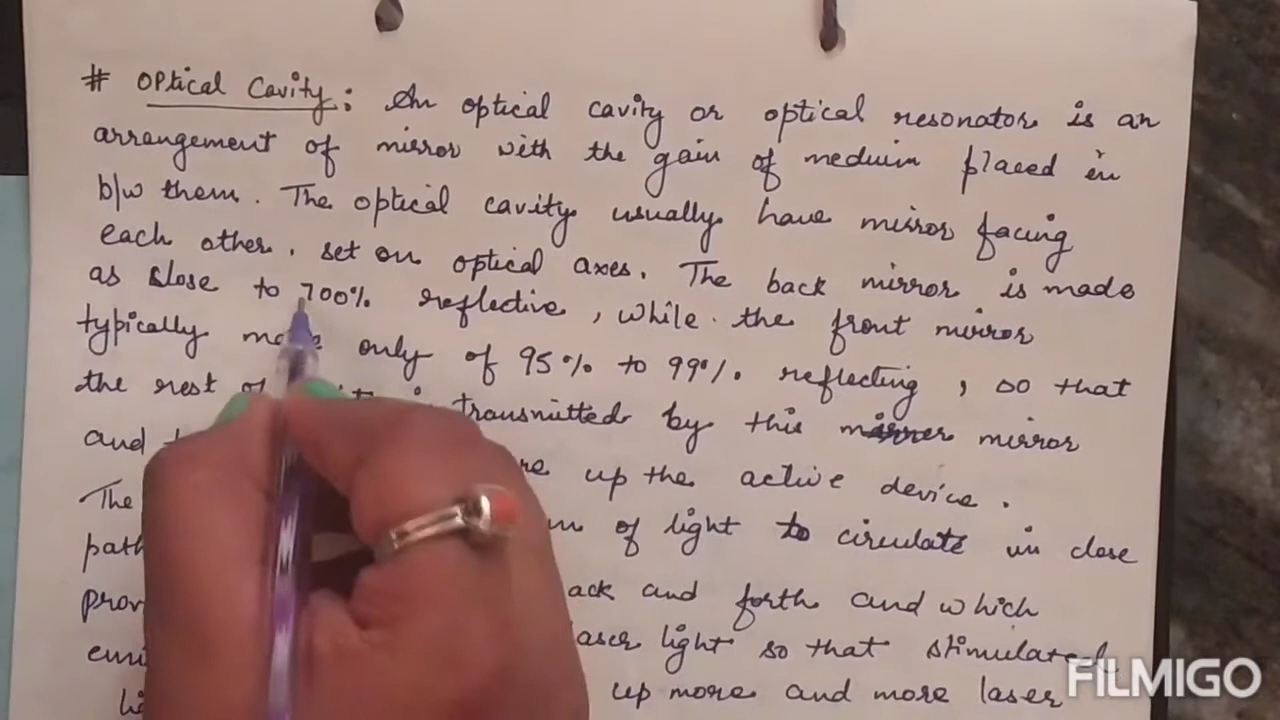 # Optical Cavity : An optical cavity or optical resonator is an
arrangement of mirror with the gain of meduim placed in
b/w them. The optical cavity usually have mirror facing
each other, set on optical axes. The back mirror is made
as slose to 100% reflective, while the front mirror
typically only of 95% to 99% reflecting, so that
the rest of transmitted by this mirror mirror
and up the active device.
The of light to circulate in close
path
and forth and which
laser light so that stimulated
up more and more laser
FILMIGO